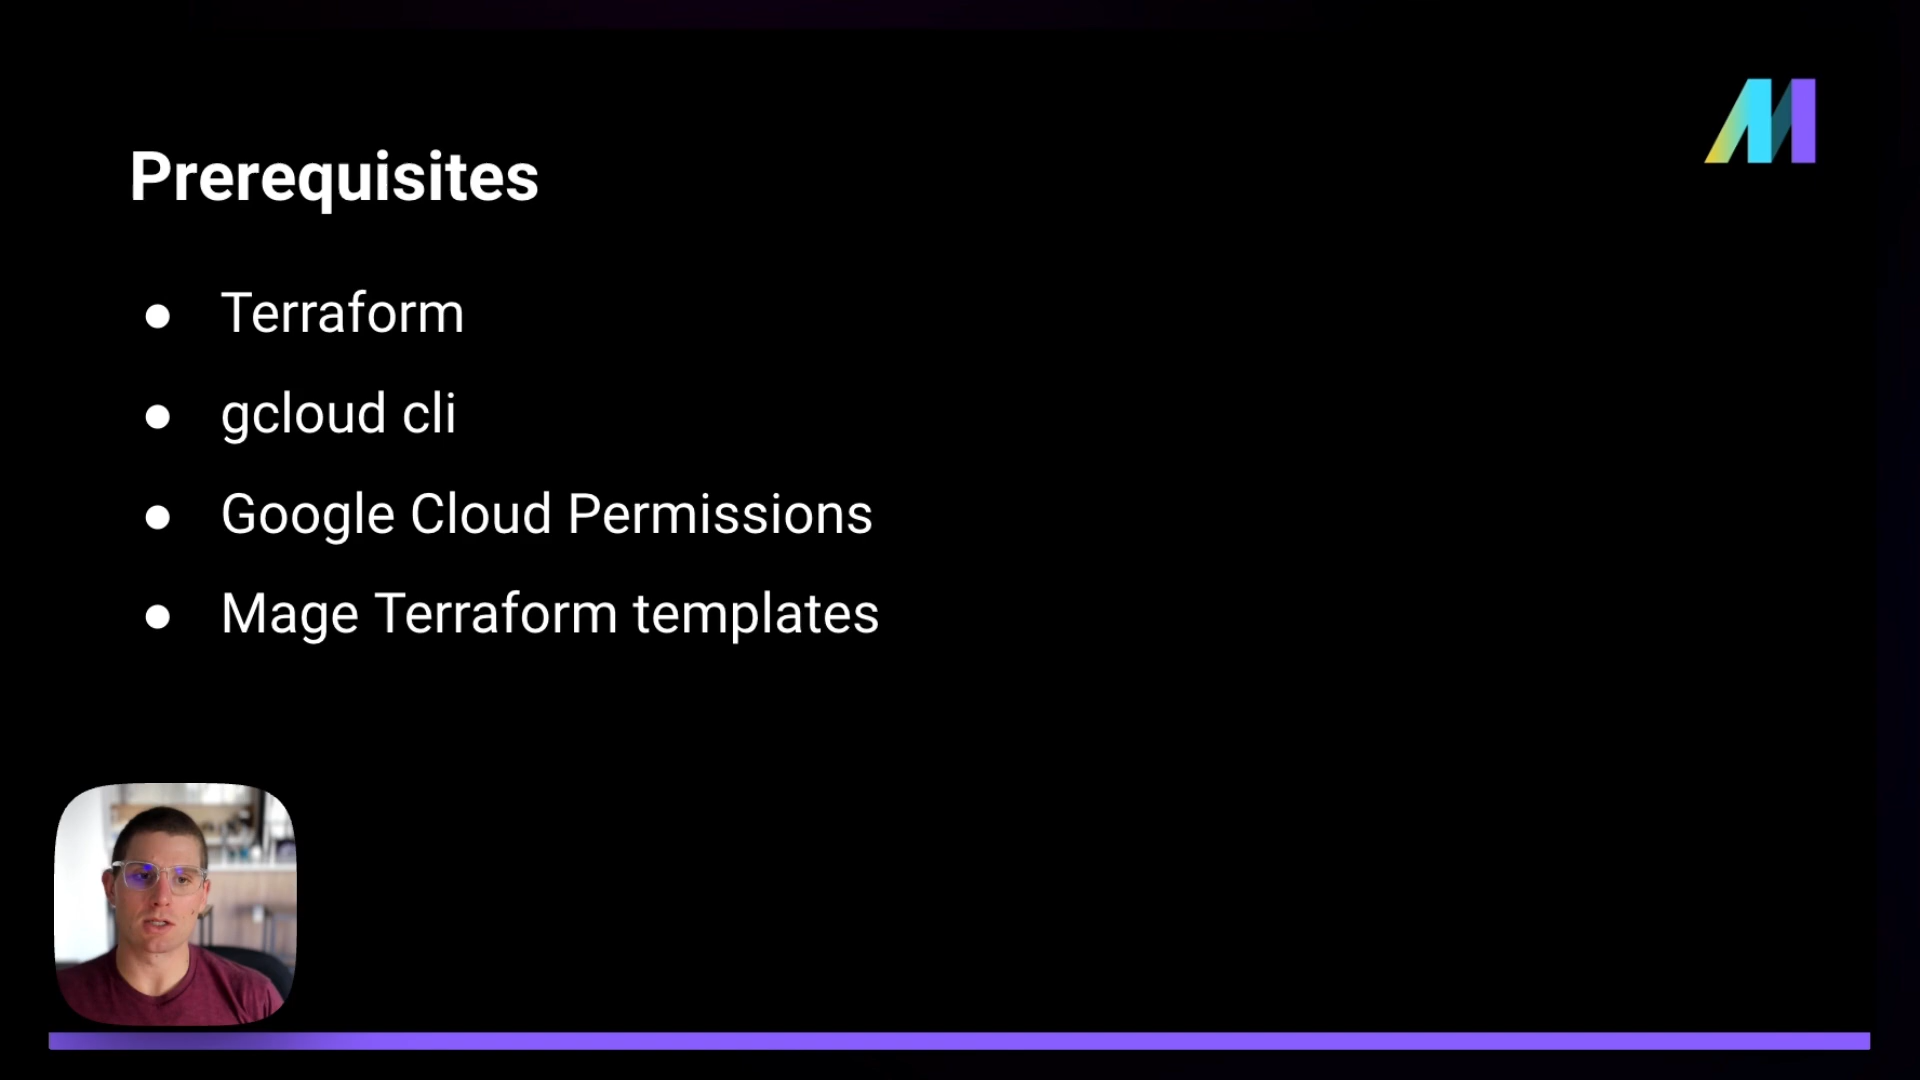 Prerequisites
● Terraform
● gcloud cli
● Google Cloud Permissions
● Mage Terraform templates